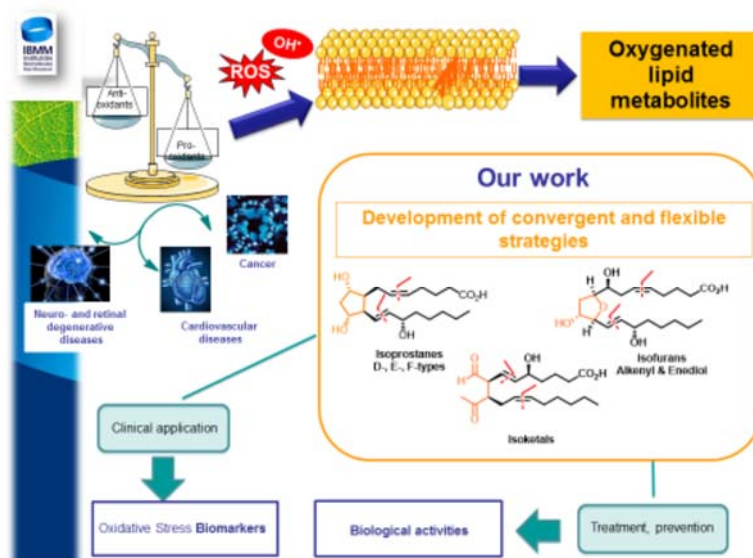 IBMM
OH•
ROS
Anti-
oxidants
Pro-
oxidants
Oxygenated
lipid
metabolites
Our work
Development of convergent and flexible
strategies
Cancer
Neuro- and retinal
degenerative
diseases
Cardiovascular
diseases
HO
CO₂H
HO
OH
Isoprostanes
D-, E-, F-types
H
OH
CO₂H
O
HO
H
OH
Isofurans
Alkenyl & Enediol
O
OH
H
CO₂H
O
Isoketals
Clinical application
Oxidative Stress Biomarkers
Biological activities
Treatment, prevention